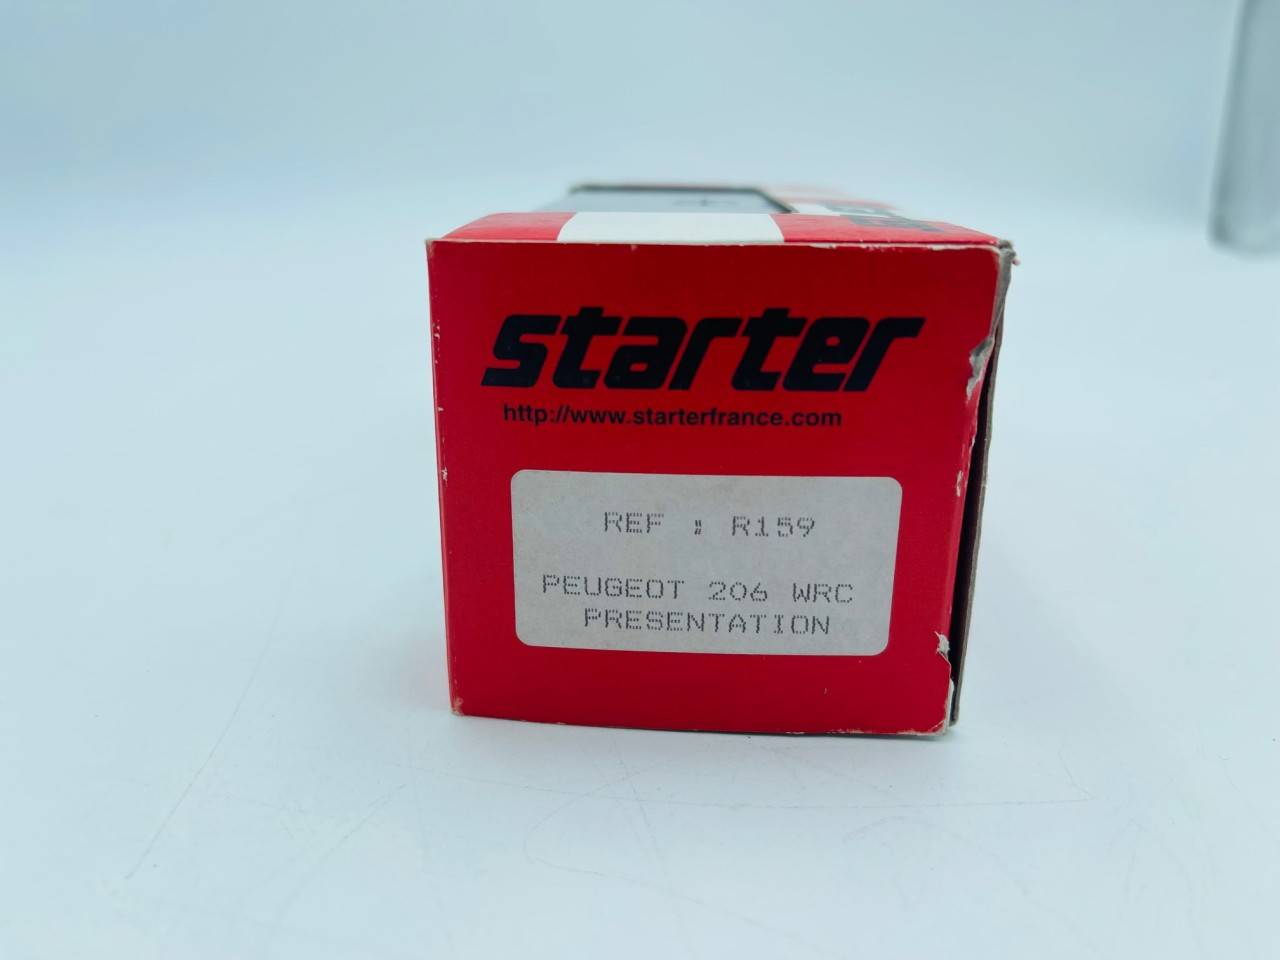 starter
http://www.starterfrance.com
REF : R159
PEUGEOT 206 WRC
PRESENTATION